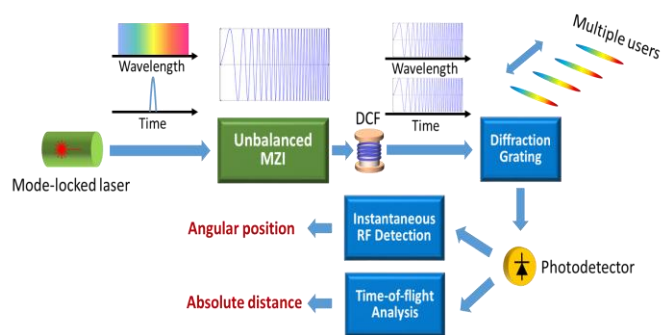 Wavelength
Time
Mode-locked laser
Unbalanced
MZI
DCF
Wavelength
Time
Multiple users
Diffraction
Grating
Angular position
Instantaneous
RF Detection
Photodetector
Absolute distance
Time-of-flight
Analysis